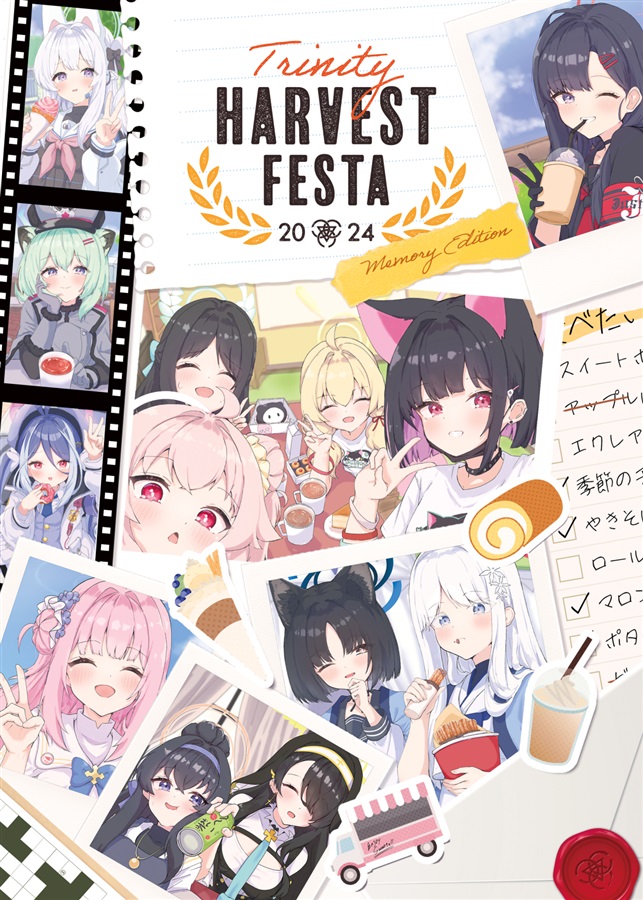 Trinity
HARVEST
FESTA
20 24
Memory Edition
べたい
スイートポ
アップル
エクレア
季節の
やきそ
ロール
マロン
ポタ